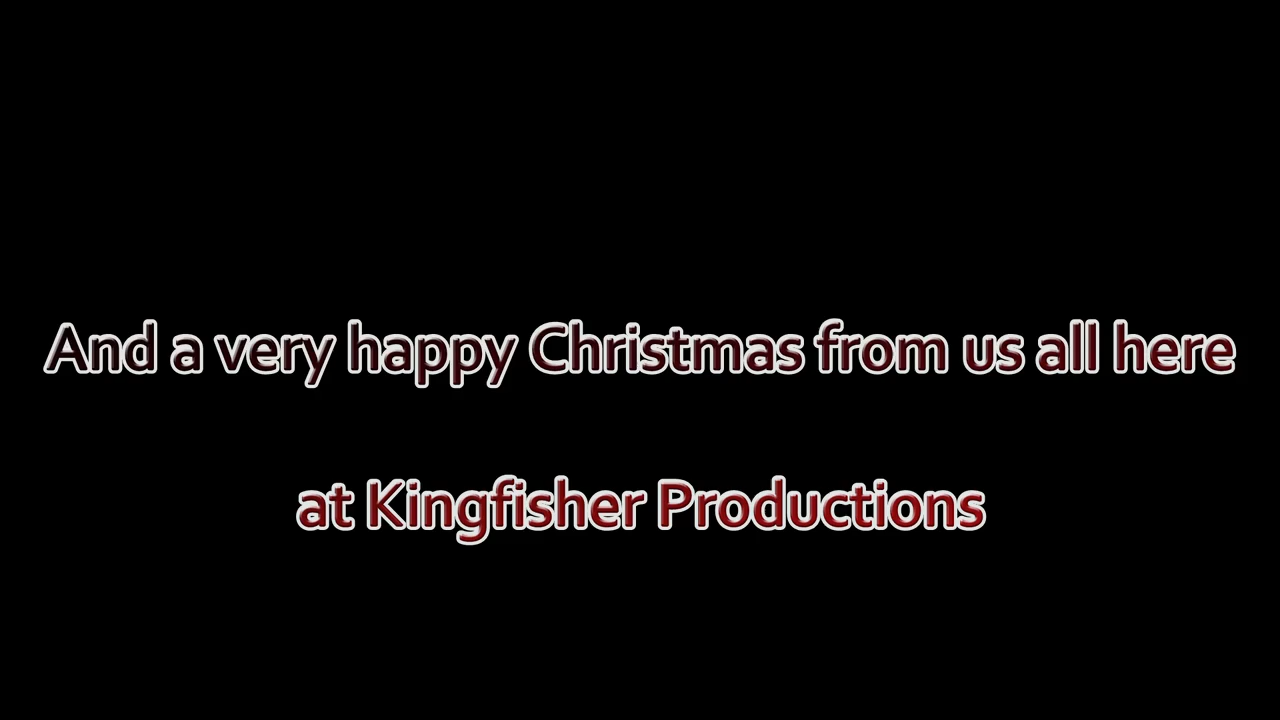 And a very happy Christmas from us all here
at Kingfisher Productions